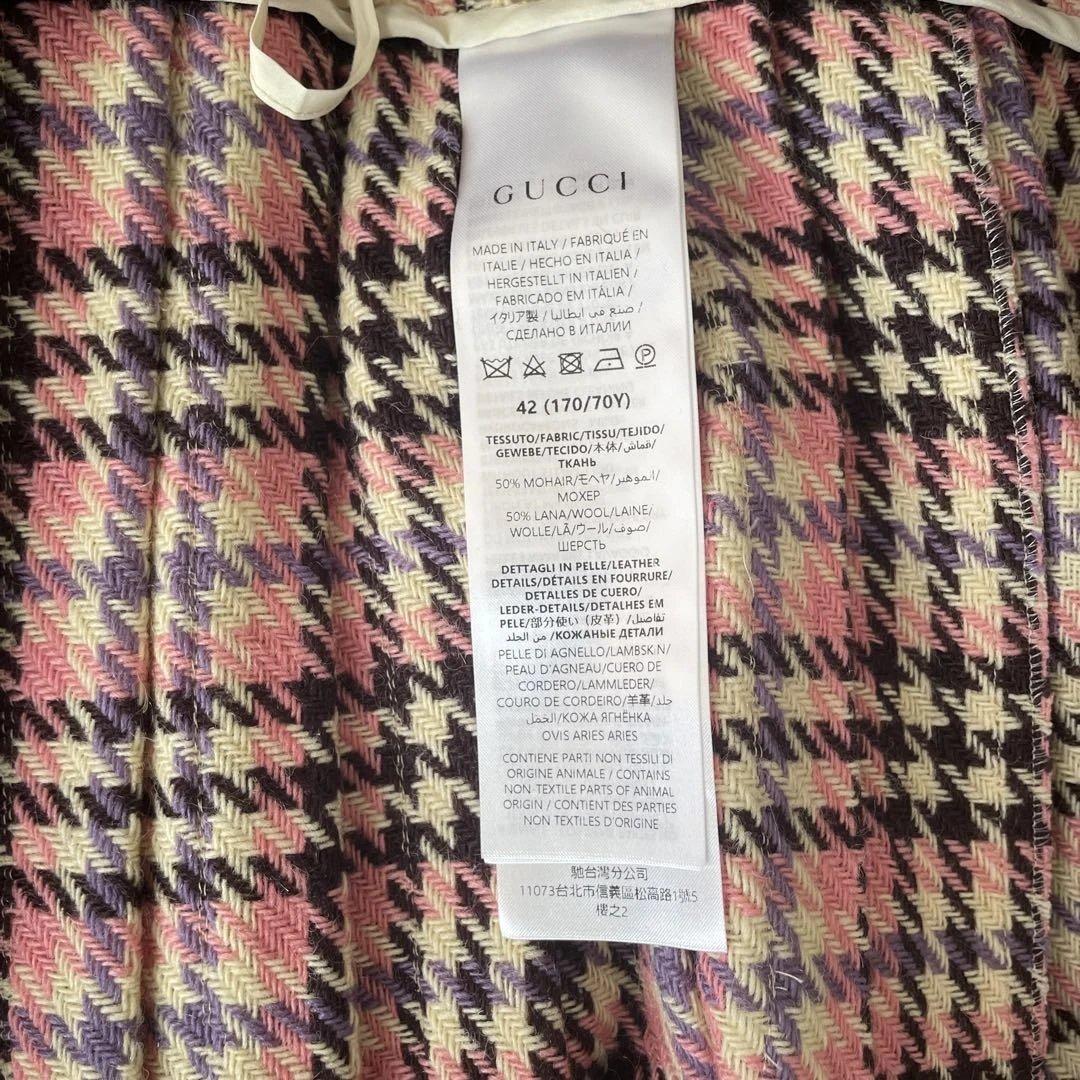 GUCCI
MADE IN ITALY / FABRIQUÉ EN
ITALIE / HECHO EN ITALIA /
HERGESTELLT IN ITALIEN /
FABRICADO EM ITÀLIA /
イタリア製 / صنع في ايطاليا /
СДЕЛАНО В ИТАЛИИ
42 (170/70Y)
TESSUTO/FABRIC/TISSU/TEJIDO/
GEWEBE/TECIDO/本体/قماش/
ТКАНЬ
50% MOHAIR/モヘヤ/الموهير/
МОХЕР
50% LANA/WOOL/LAINE/
WOLLE/LÃ/ウール/صوف/
ШЕРСТЬ
DETTAGLI IN PELLE/LEATHER
DETAILS/DÉTAILS EN FOURRURE/
DETALLES DE CUERO/
LEDER-DETAILS/DETALHES EM
PELE/部分使い（皮革）/تفاصيل
من الجلد/КОЖАНЫЕ ДЕТАЛИ
PELLE DI AGNELLO/LAMBSKIN/
PEAU D'AGNEAU/CUERO DE
CORDERO/LAMMLEDER/
COURO DE CORDEIRO/羊革/جلد
الحمل/КОЖА ЯГНЁНКА
OVIS ARIES ARIES
CONTIENE PARTI NON TESSILI DI
ORIGINE ANIMALE / CONTAINS
NON-TEXTILE PARTS OF ANIMAL
ORIGIN / CONTIENT DES PARTIES
NON TEXTILES D'ORIGINE
馳台灣分公司
11073台北市信義區松高路1號5
樓之2